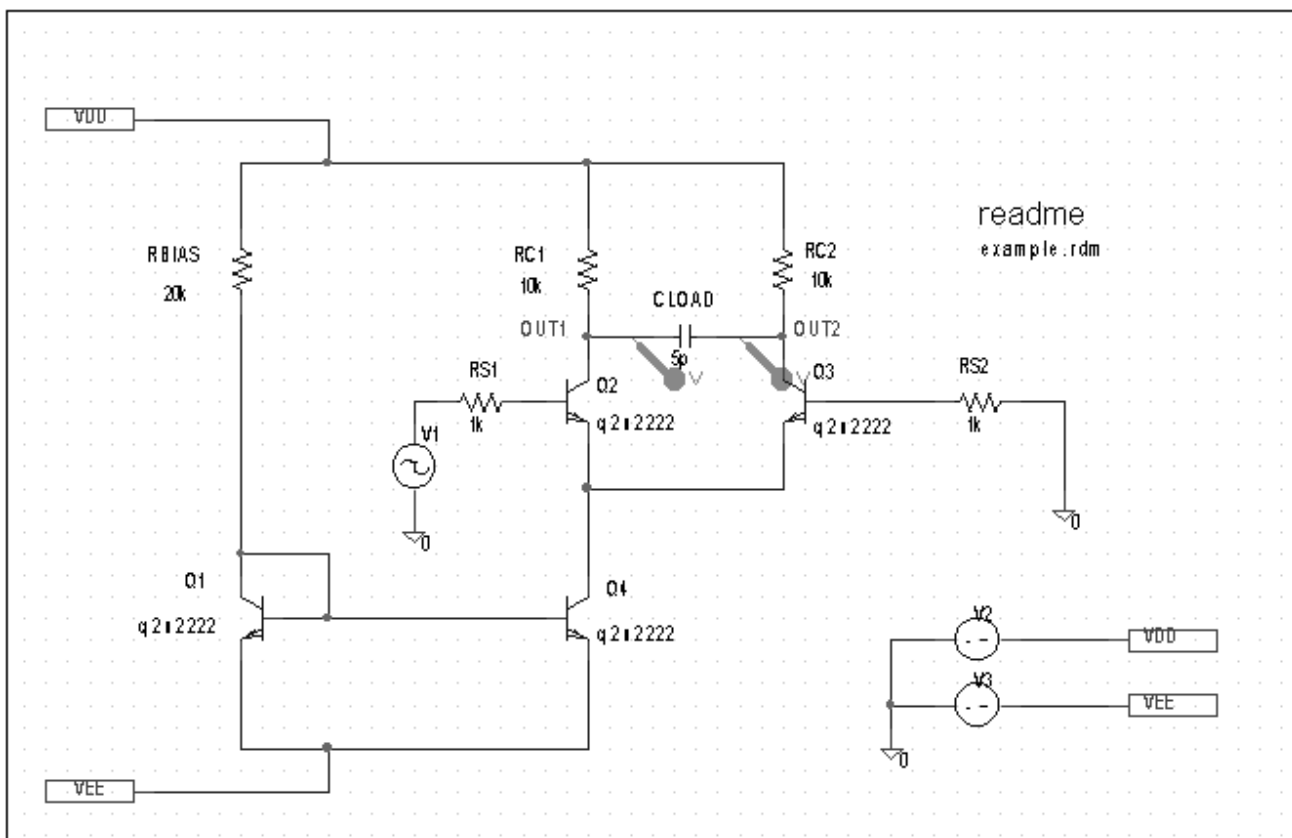 VDD
readme
example.rdm
RBIAS
20k
RC1
10k
RC2
10k
CLOAD
5p
OUT1
OUT2
RS1
1k
Q2
q2n2222
V
V
Q3
q2n2222
RS2
1k
V1
0
0
Q1
q2n2222
Q4
q2n2222
V2
VDD
V3
VEE
0
VEE